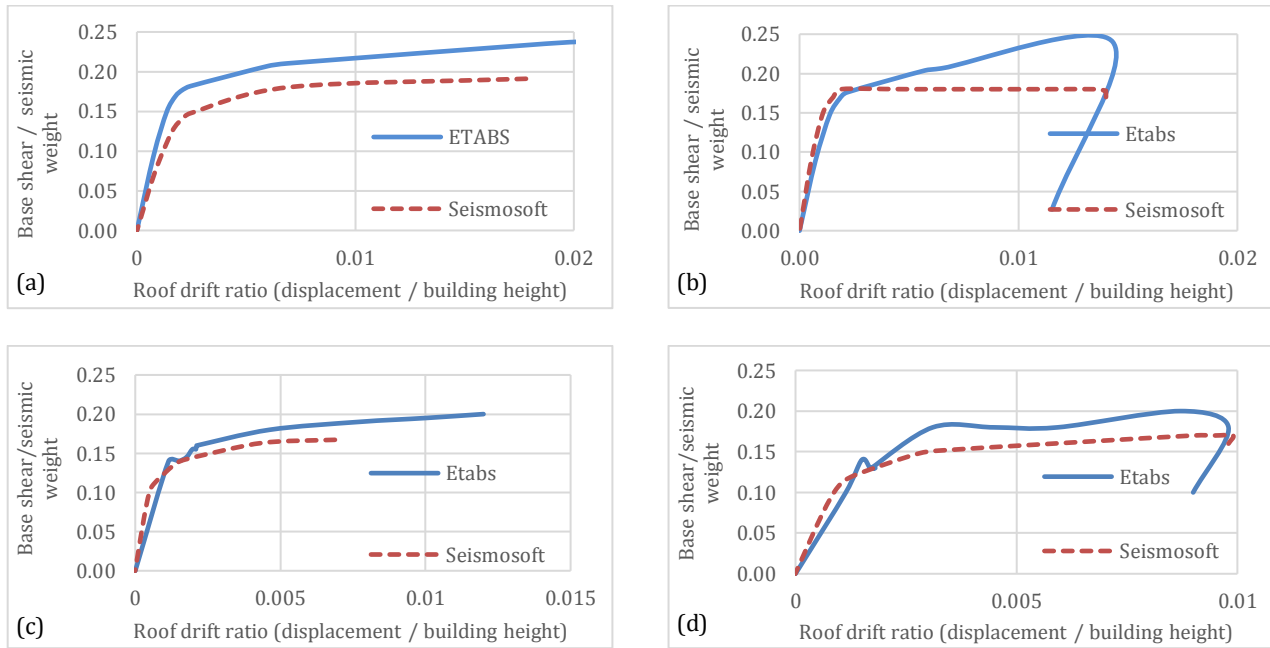 Base shear / seismic
weight
0.25
0.20
0.15
0.10
0.05
0.00
ETABS
Seismosoft
0
0.01
0.02
(a)
Roof drift ratio (displacement / building height)
Base shear / seismic
weight
0.25
0.20
0.15
0.10
0.05
0.00
Etabs
Seismosoft
0.00
0.01
0.02
(b)
Roof drift ratio (displacement / building height)
Base shear/seismic
weight
0.25
0.20
0.15
0.10
0.05
0.00
Etabs
Seismosoft
0
0.005
0.01
0.015
(c)
Roof drift ratio (displacement / building height)
Base shear/seismic
weight
0.25
0.20
0.15
0.10
0.05
0.00
Etabs
Seismosoft
0
0.005
0.01
(d)
Roof drift ratio (displacement / building height)